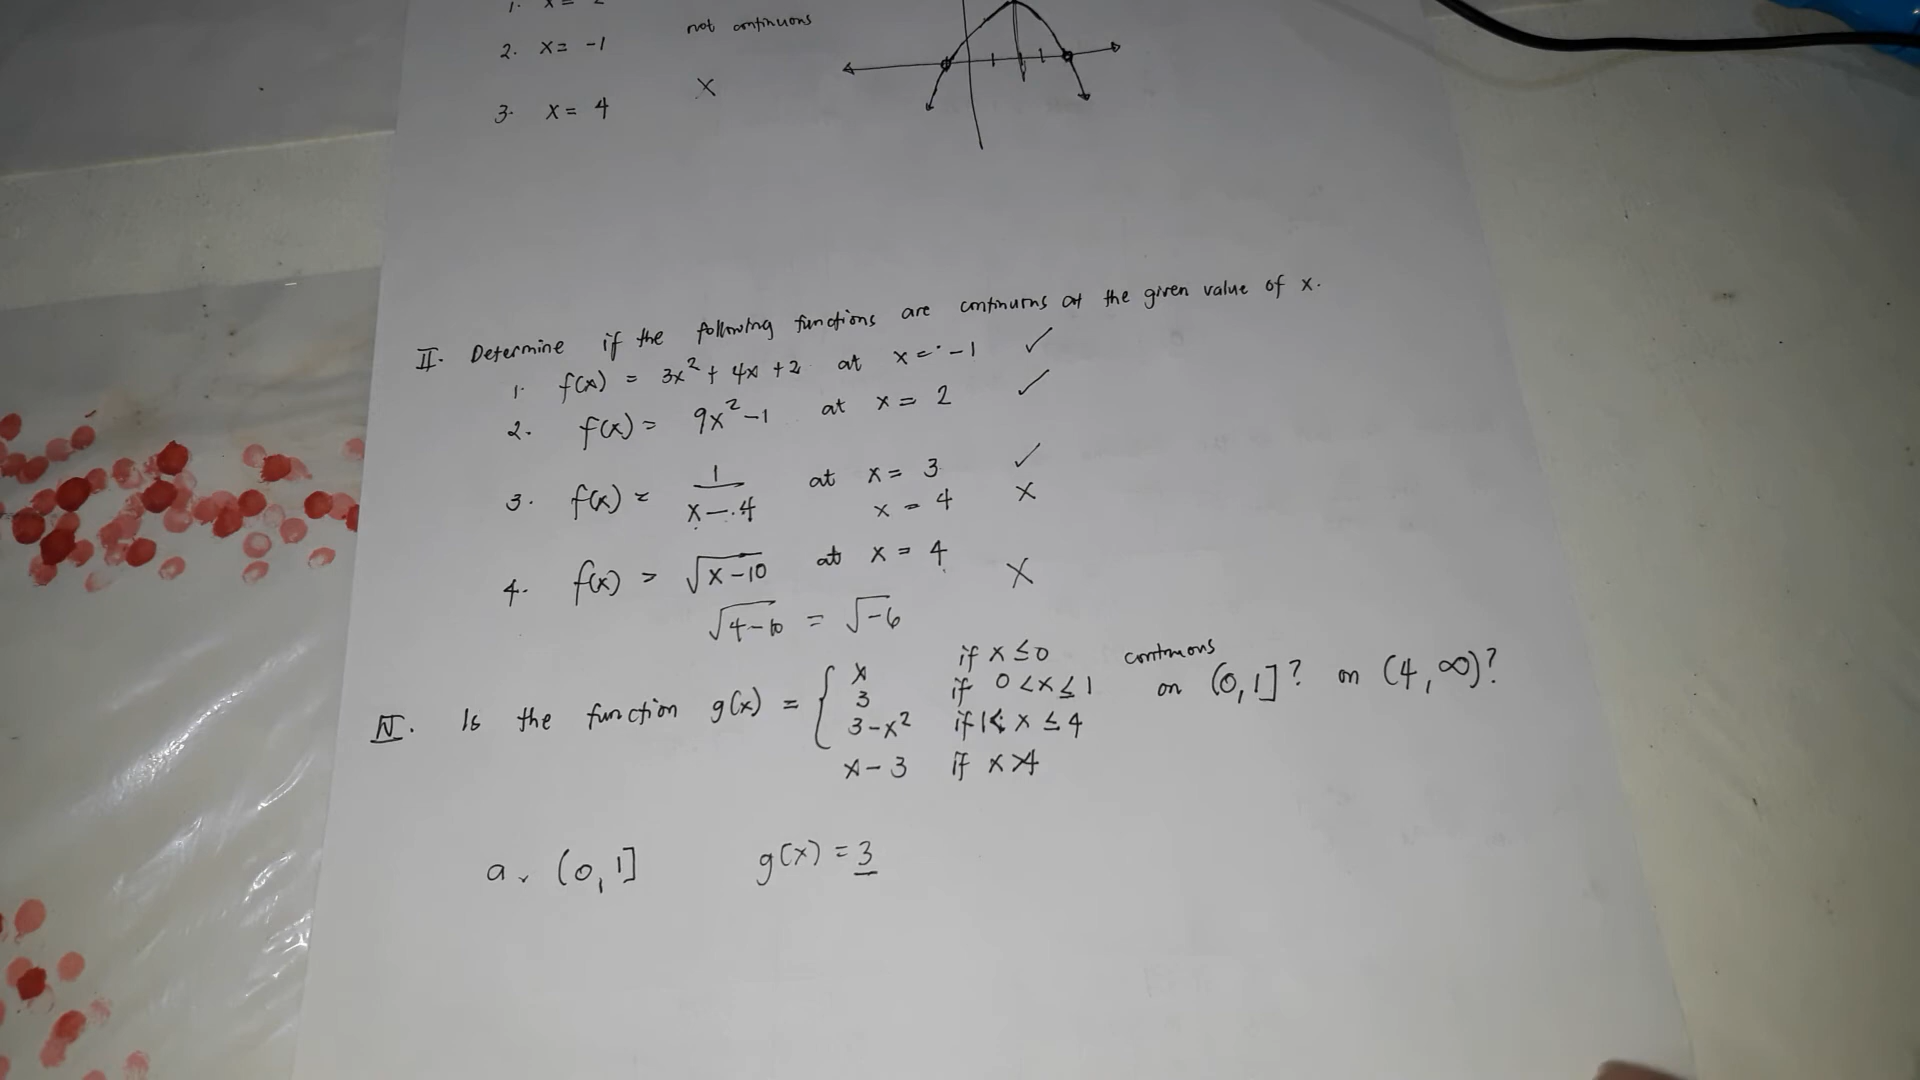 1. x = 2
2. x = -1 not continuous
3. x = 4 X
II. Determine if the following functions are continuous at the given value of x.
1. f(x) = 3x² + 4x + 2 at x = -1 ✓
2. f(x) = 9x² - 1 at x = 2 ✓
3. f(x) = 1/(x - 4) at x = 3 ✓
x = 4 X
4. f(x) = √(x-10) at x = 4 X
√(4-10) = √-6
IV. Is the function g(x) = { x if x ≤ 0 continuous on (0,1]? on (4,∞)?
3 if 0 < x ≤ 1
3-x² if 1 < x ≤ 4
x-3 if x > 4
a. (0,1] g(x) = 3